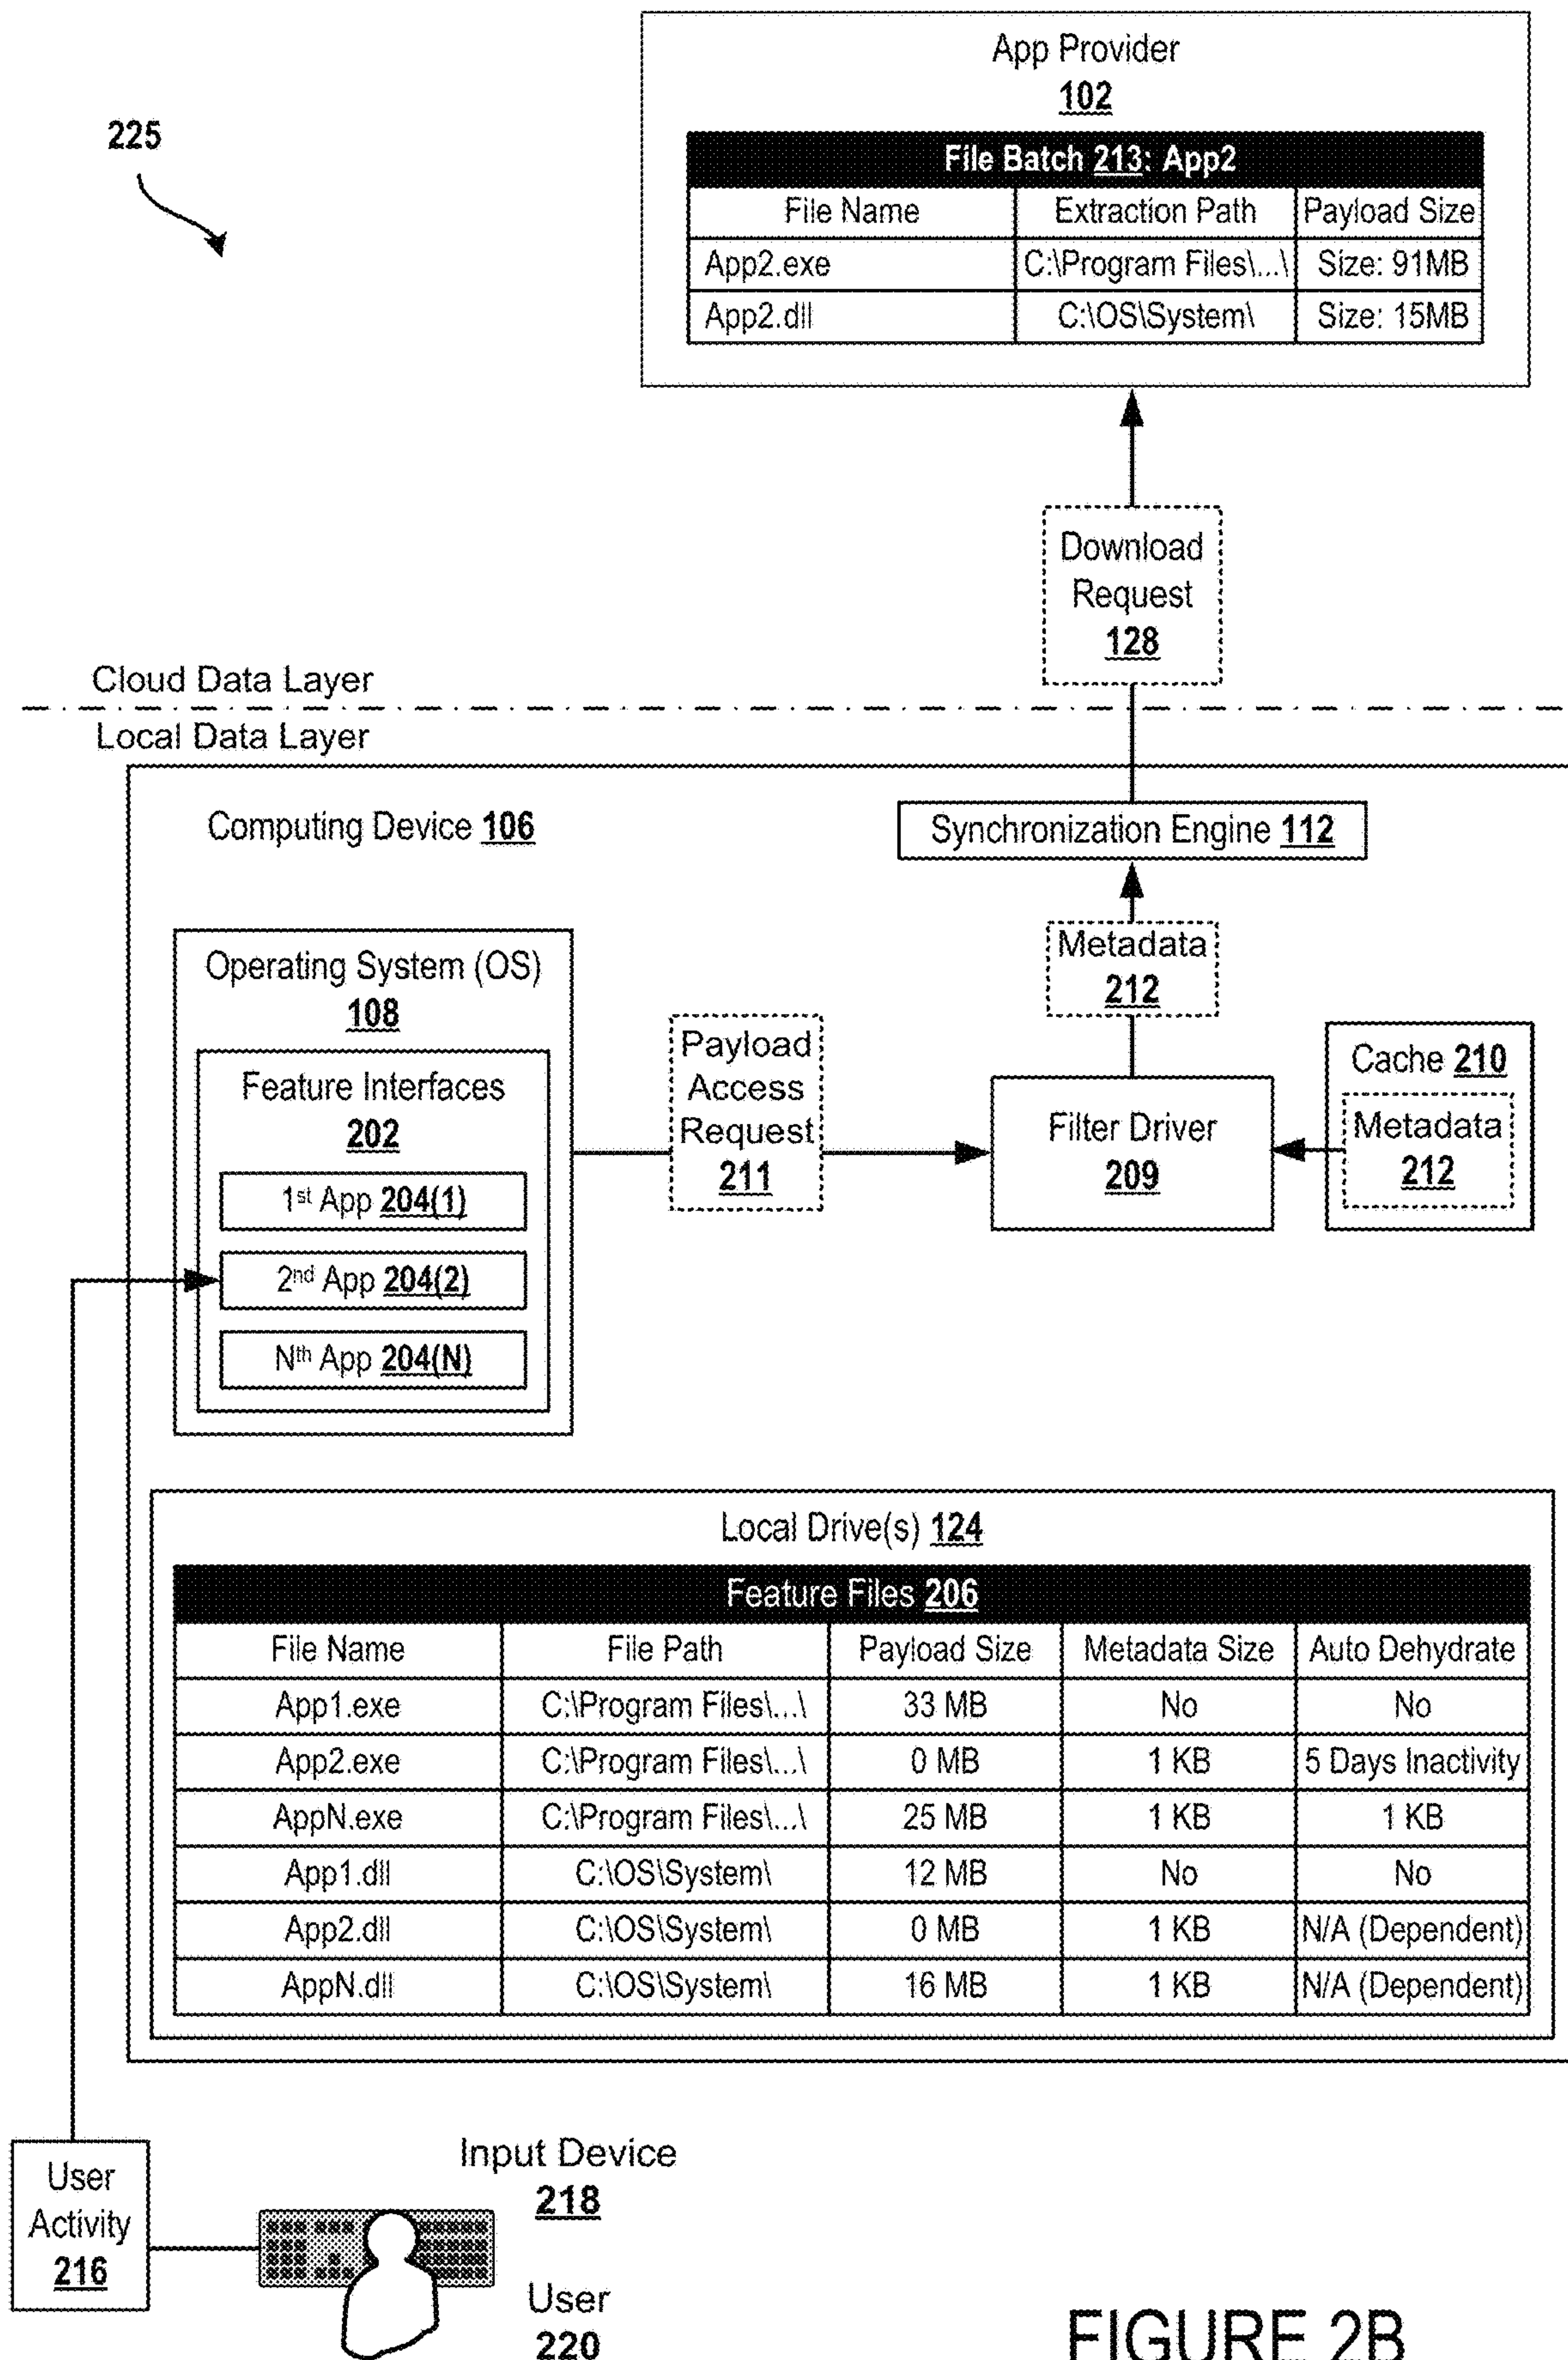 App Provider
102
225
File Batch 213: App2
File Name Extraction Path Payload Size
App2.exe C:\Program Files\...\ Size: 91MB
App2.dll C:\OS\System\ Size: 15MB
Download
Request
128
Cloud Data Layer
Local Data Layer
Computing Device 106
Synchronization Engine 112
Metadata
212
Operating System (OS)
108
Feature Interfaces
202
1st App 204(1)
2nd App 204(2)
Nth App 204(N)
Payload
Access
Request
211
Filter Driver
209
Cache 210
Metadata
212
Local Drive(s) 124
Feature Files 206
File Name File Path Payload Size Metadata Size Auto Dehydrate
App1.exe C:\Program Files\...\ 33 MB No No
App2.exe C:\Program Files\...\ 0 MB 1 KB 5 Days Inactivity
AppN.exe C:\Program Files\...\ 25 MB 1 KB 1 KB
App1.dll C:\OS\System\ 12 MB No No
App2.dll C:\OS\System\ 0 MB 1 KB N/A (Dependent)
AppN.dll C:\OS\System\ 16 MB 1 KB N/A (Dependent)
User
Activity
216
Input Device
218
User
220
FIGURE 2B